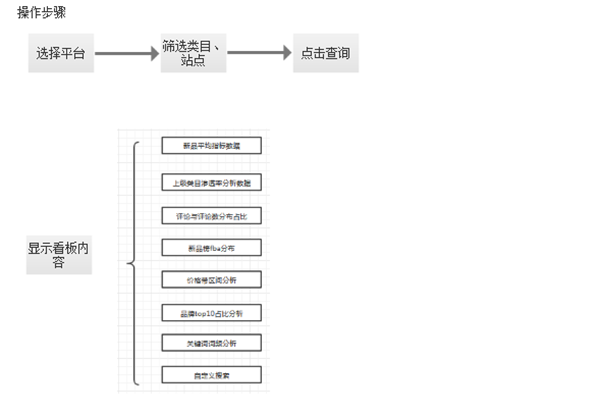 操作步骤
选择平台
筛选类目、
站点
点击查询
新品平均指标数据
上级类目渗透率分析数据
评论与评论数分布占比
新品榜fba分布
价格带区间分析
品牌top10占比分析
关键词词频分析
自定义搜索
显示看板内
容